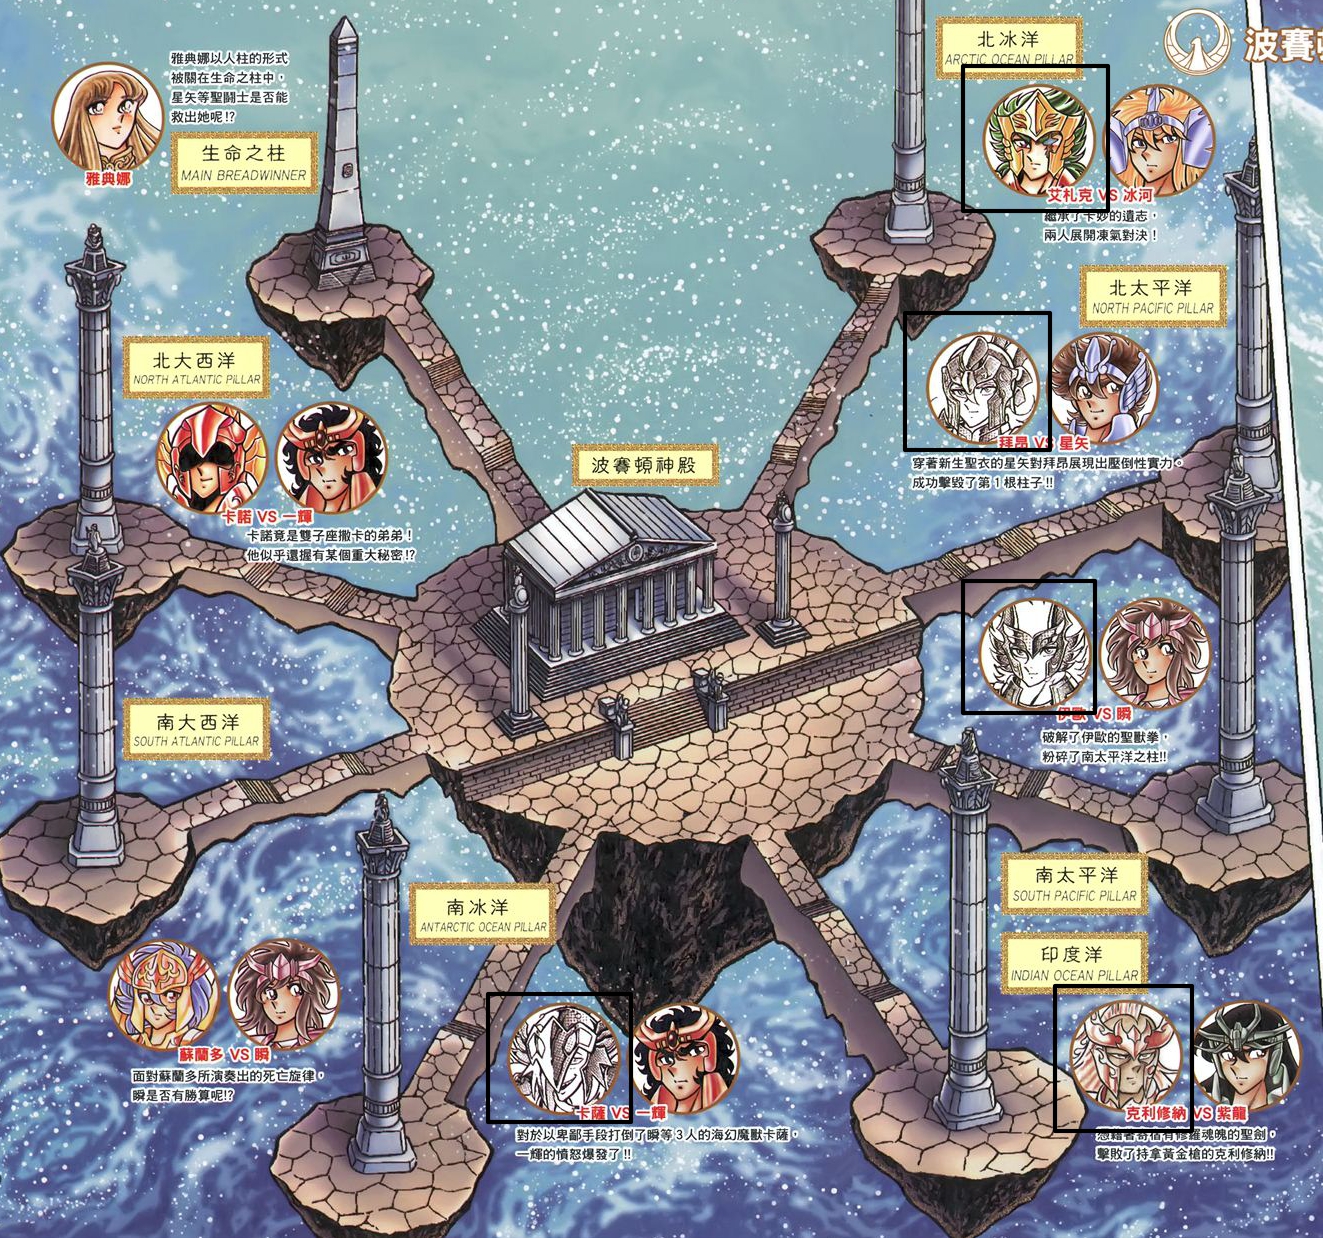 雅典娜以人柱的形式
被關在生命之柱中，
星矢等聖鬪士是否能
救出她呢!?
雅典娜
生命之柱
MAIN BREADWINNER
北冰洋
ARCTIC OCEAN PILLAR
艾札克 VS 冰河
繼承了卡妙的遺志，
兩人展開凍氣對決！
北太平洋
NORTH PACIFIC PILLAR
拜昂 VS 星矢
穿著新生聖衣的星矢對拜昂展現出壓倒性實力。
成功擊毀了第1根柱子!!
北大西洋
NORTH ATLANTIC PILLAR
卡諾 VS 一輝
卡諾竟是雙子座撒卡的弟弟！
他似乎還握有某個重大秘密!?
波賽頓神殿
伊歐 VS 瞬
破解了伊歐的聖獸拳，
粉碎了南太平洋之柱!!
南大西洋
SOUTH ATLANTIC PILLAR
南太平洋
SOUTH PACIFIC PILLAR
南冰洋
ANTARCTIC OCEAN PILLAR
印度洋
INDIAN OCEAN PILLAR
蘇蘭多 VS 瞬
面對蘇蘭多所演奏出的死亡旋律，
瞬是否有勝算呢!?
卡薩 VS 一輝
對於以卑鄙手段打倒了瞬等3人的海幻魔獸卡薩，
一輝的憤怒爆發了!!
克利修納 VS 紫龍
憑藉著寄宿有修羅魂魄的聖劍，
擊敗了持拿黃金槍的克利修納!!
波賽